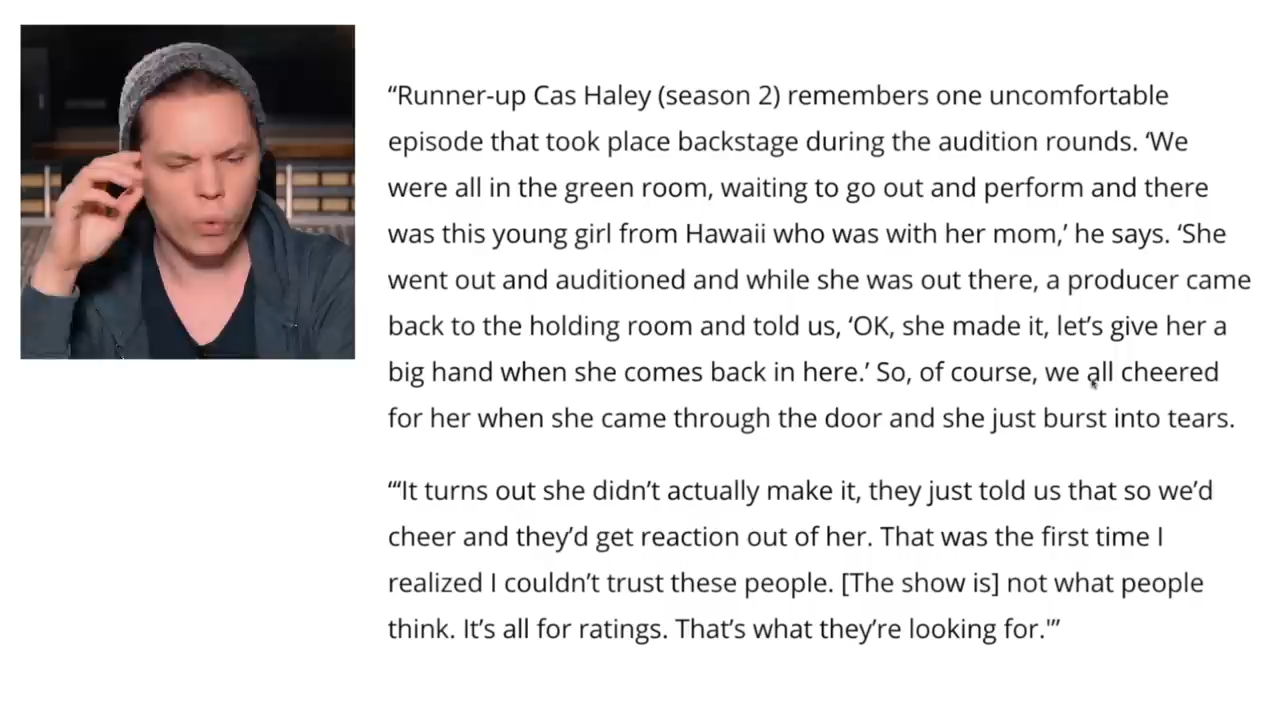 “Runner-up Cas Haley (season 2) remembers one uncomfortable
episode that took place backstage during the audition rounds. ‘We
were all in the green room, waiting to go out and perform and there
was this young girl from Hawaii who was with her mom,’ he says. ‘She
went out and auditioned and while she was out there, a producer came
back to the holding room and told us, ‘OK, she made it, let’s give her a
big hand when she comes back in here.’ So, of course, we all cheered
for her when she came through the door and she just burst into tears.
“‘It turns out she didn’t actually make it, they just told us that so we’d
cheer and they’d get reaction out of her. That was the first time I
realized I couldn’t trust these people. [The show is] not what people
think. It’s all for ratings. That’s what they’re looking for.'”